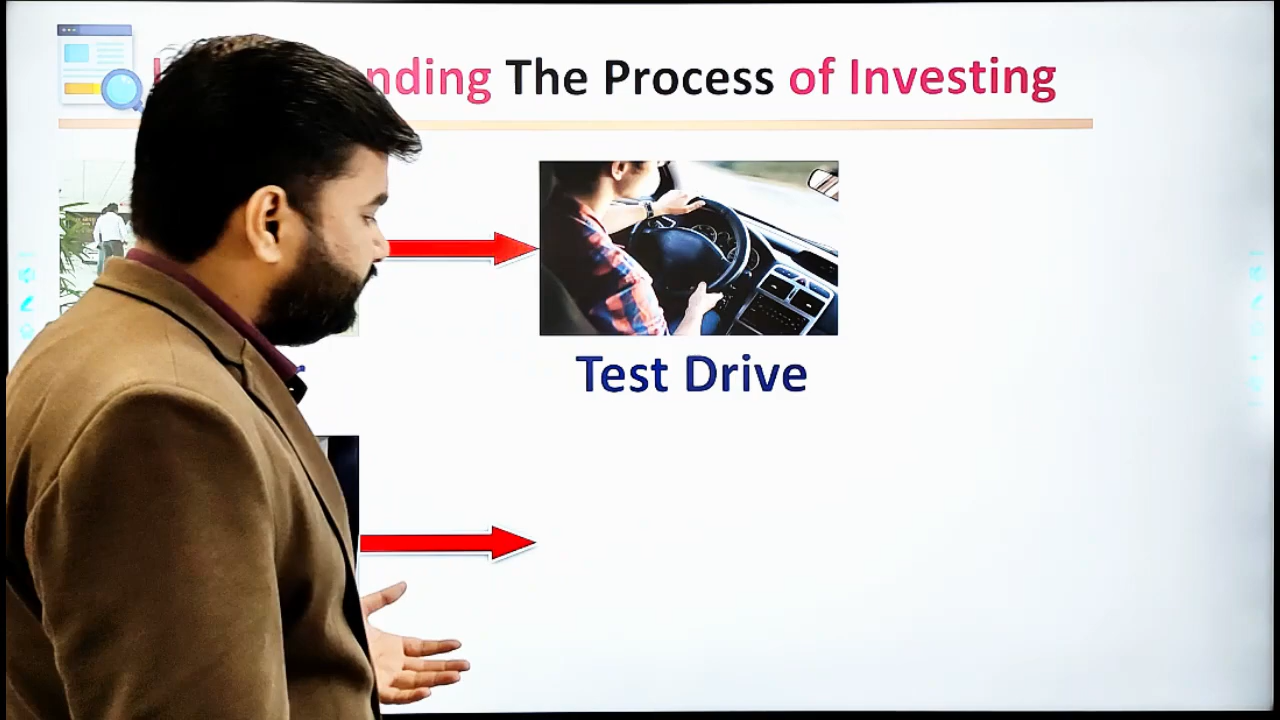 nding The Process of Investing
Test Drive